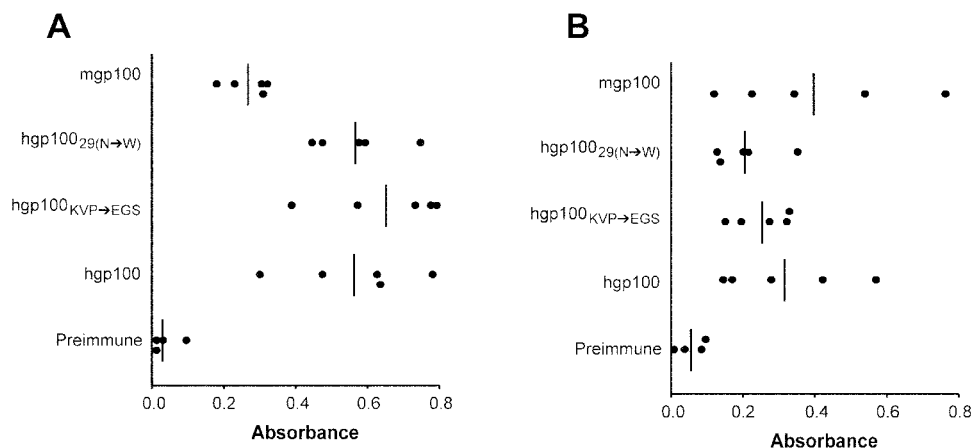 A
mgp100
hgp10029(N→W)
hgp100KVP→EGS
hgp100
Preimmune
0.0 0.2 0.4 0.6 0.8
Absorbance
B
mgp100
hgp10029(N→W)
hgp100KVP→EGS
hgp100
Preimmune
0.0 0.2 0.4 0.6 0.8
Absorbance